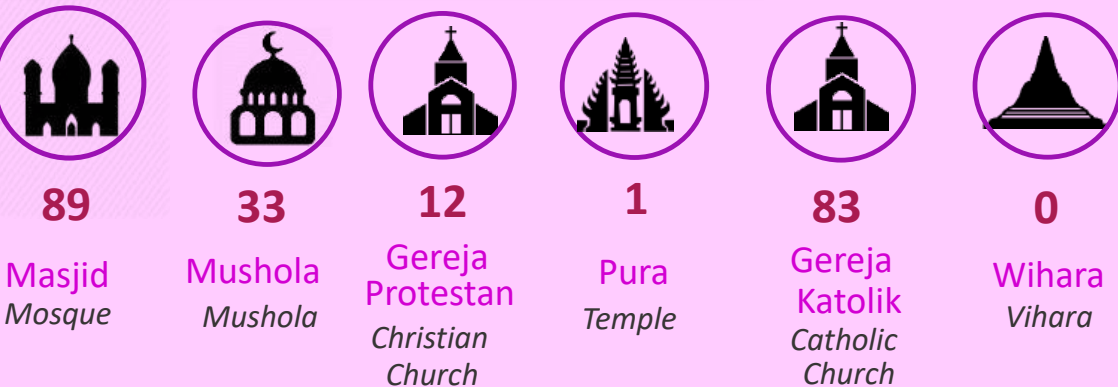 89
Masjid
Mosque
33
Mushola
Mushola
12
Gereja
Protestan
Christian
Church
1
Pura
Temple
83
Gereja
Katolik
Catholic
Church
0
Wihara
Vihara